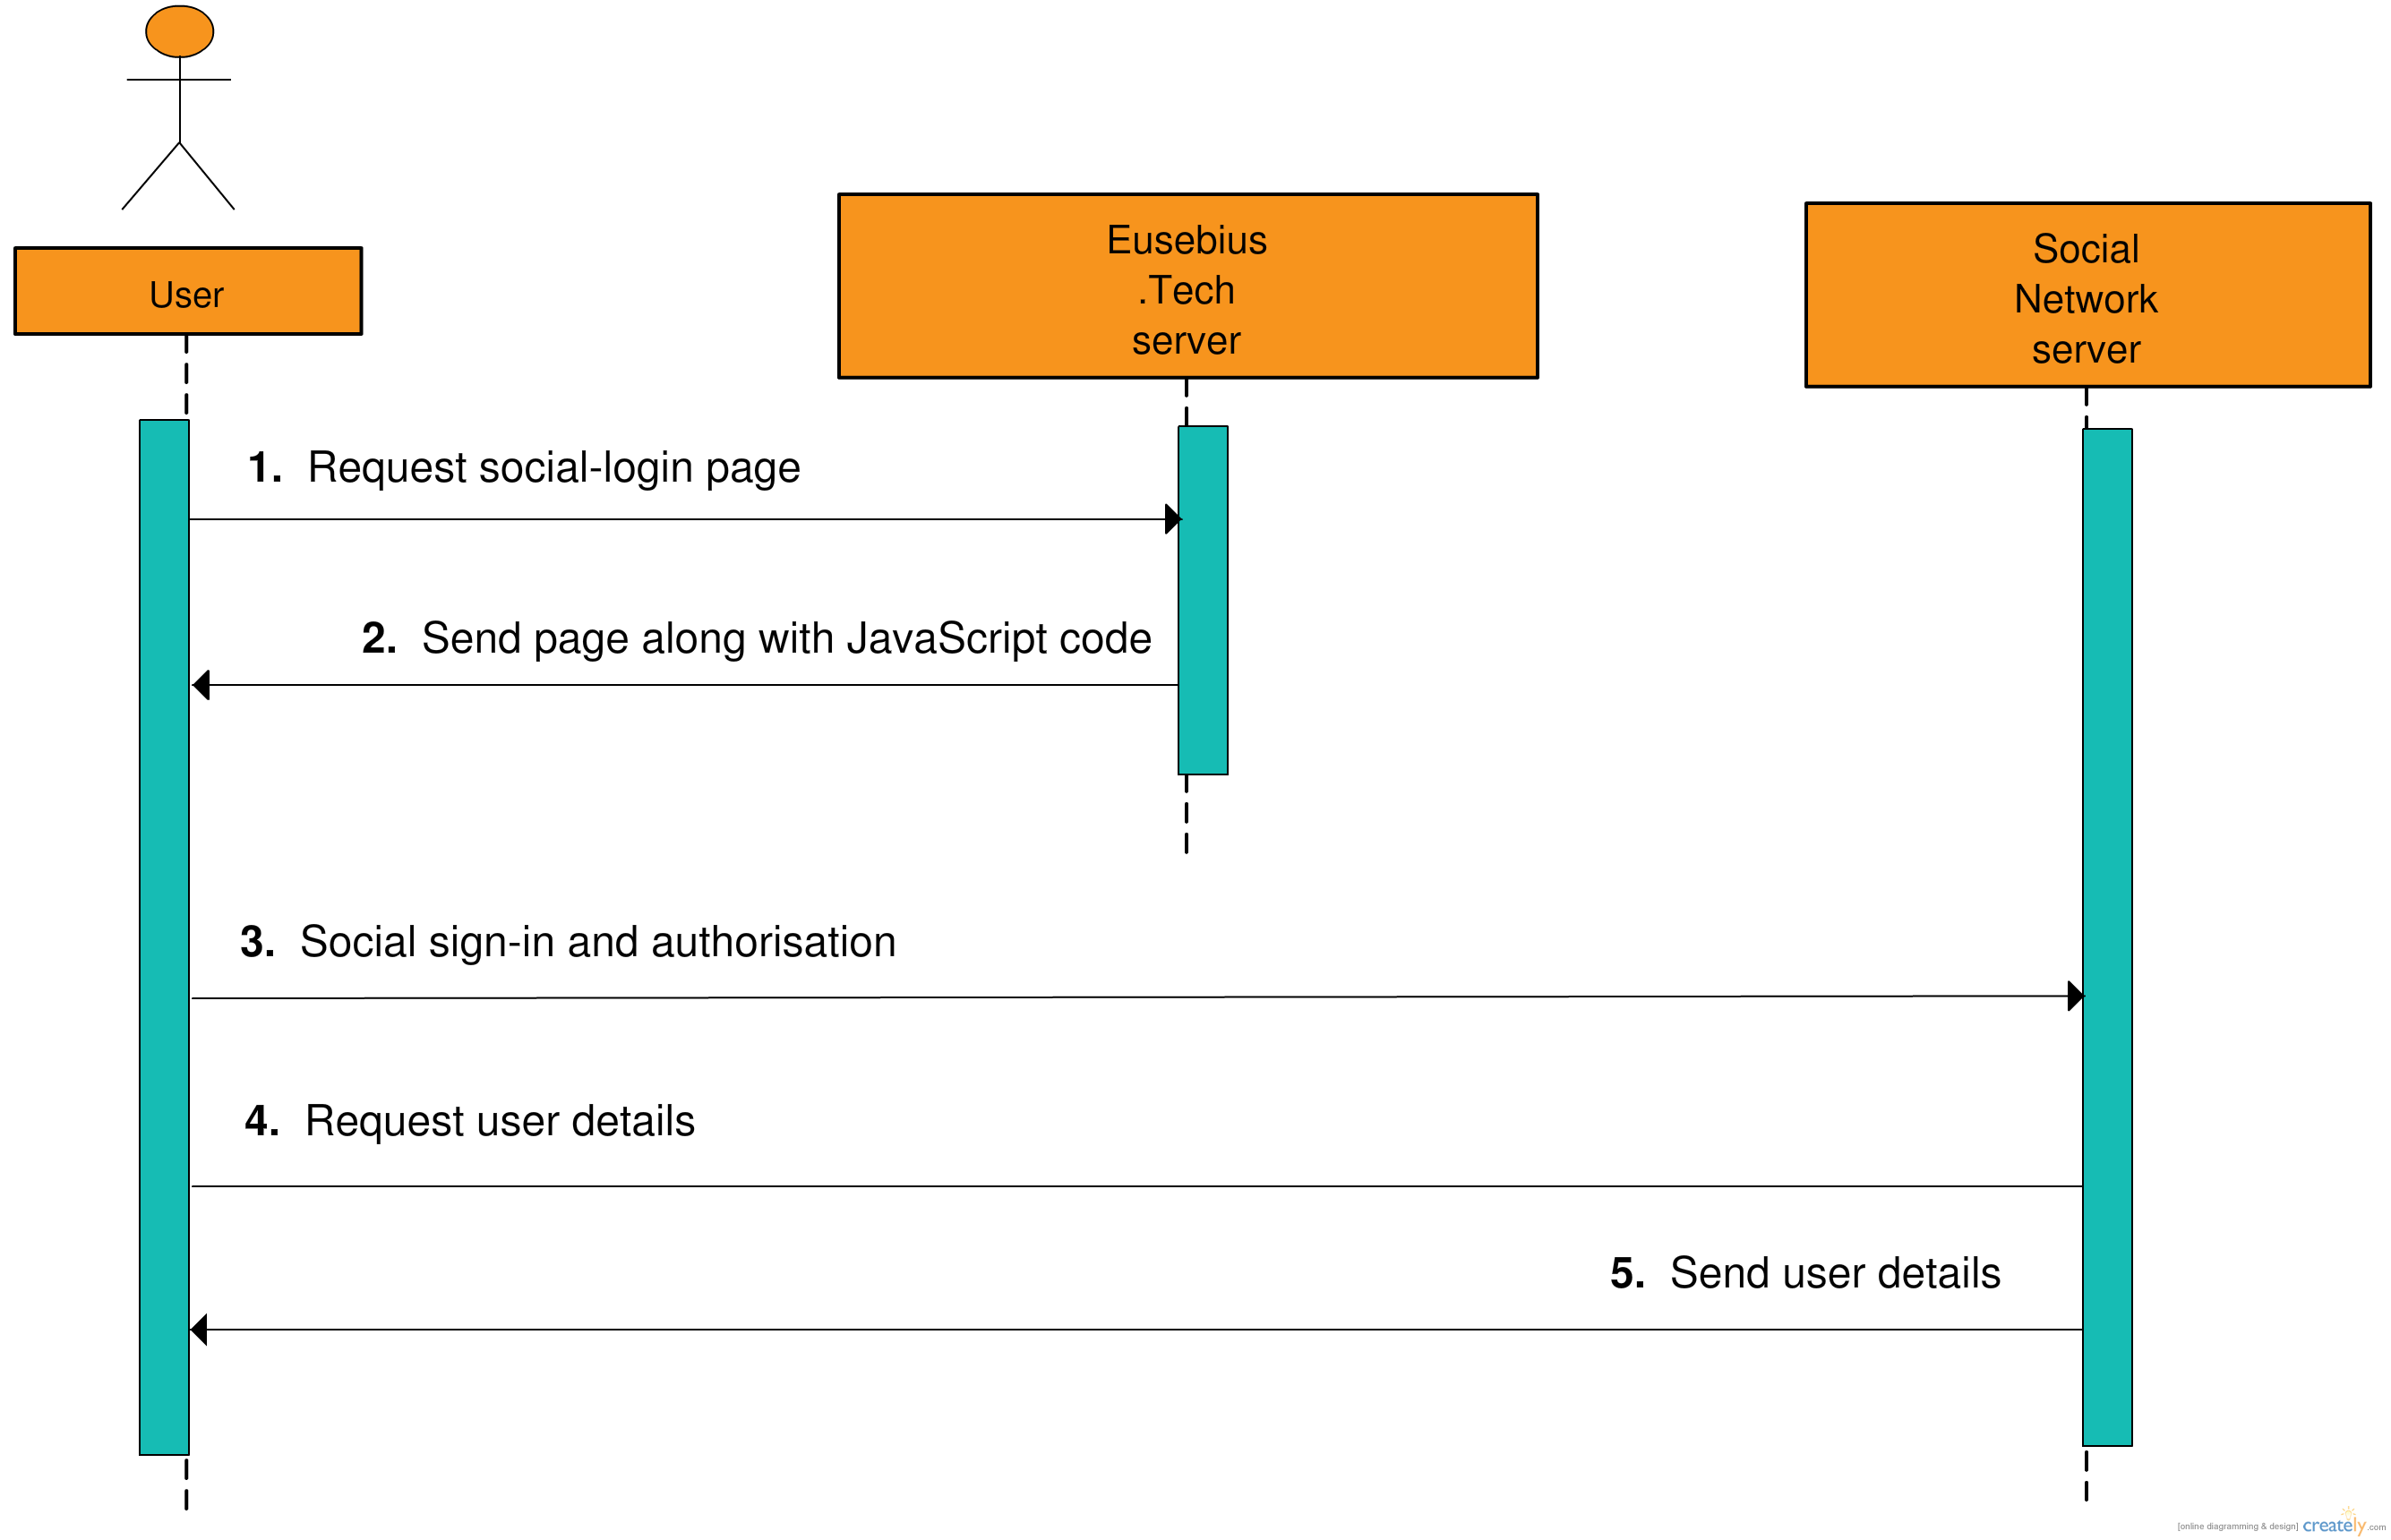 User
Eusebius
.Tech
server
Social
Network
server
1. Request social-login page
2. Send page along with JavaScript code
3. Social sign-in and authorisation
4. Request user details
5. Send user details
[online diagramming & design] creately.com